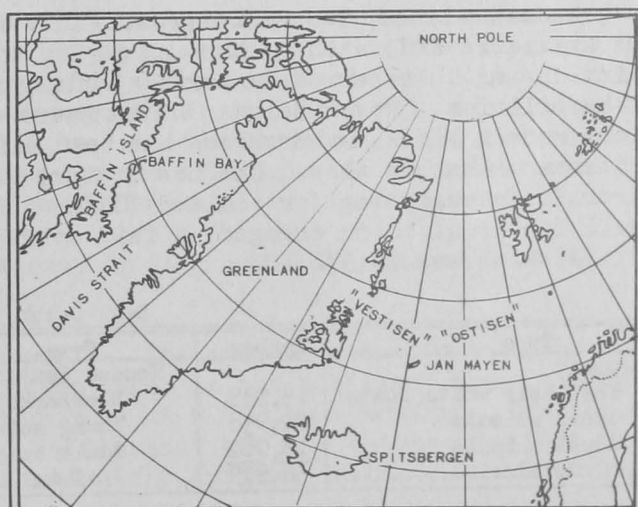 NORTH POLE
BAFFIN ISLAND
BAFFIN BAY
DAVIS STRAIT
GREENLAND
"VESTISEN" "OSTISEN"
JAN MAYEN
SPITSBERGEN